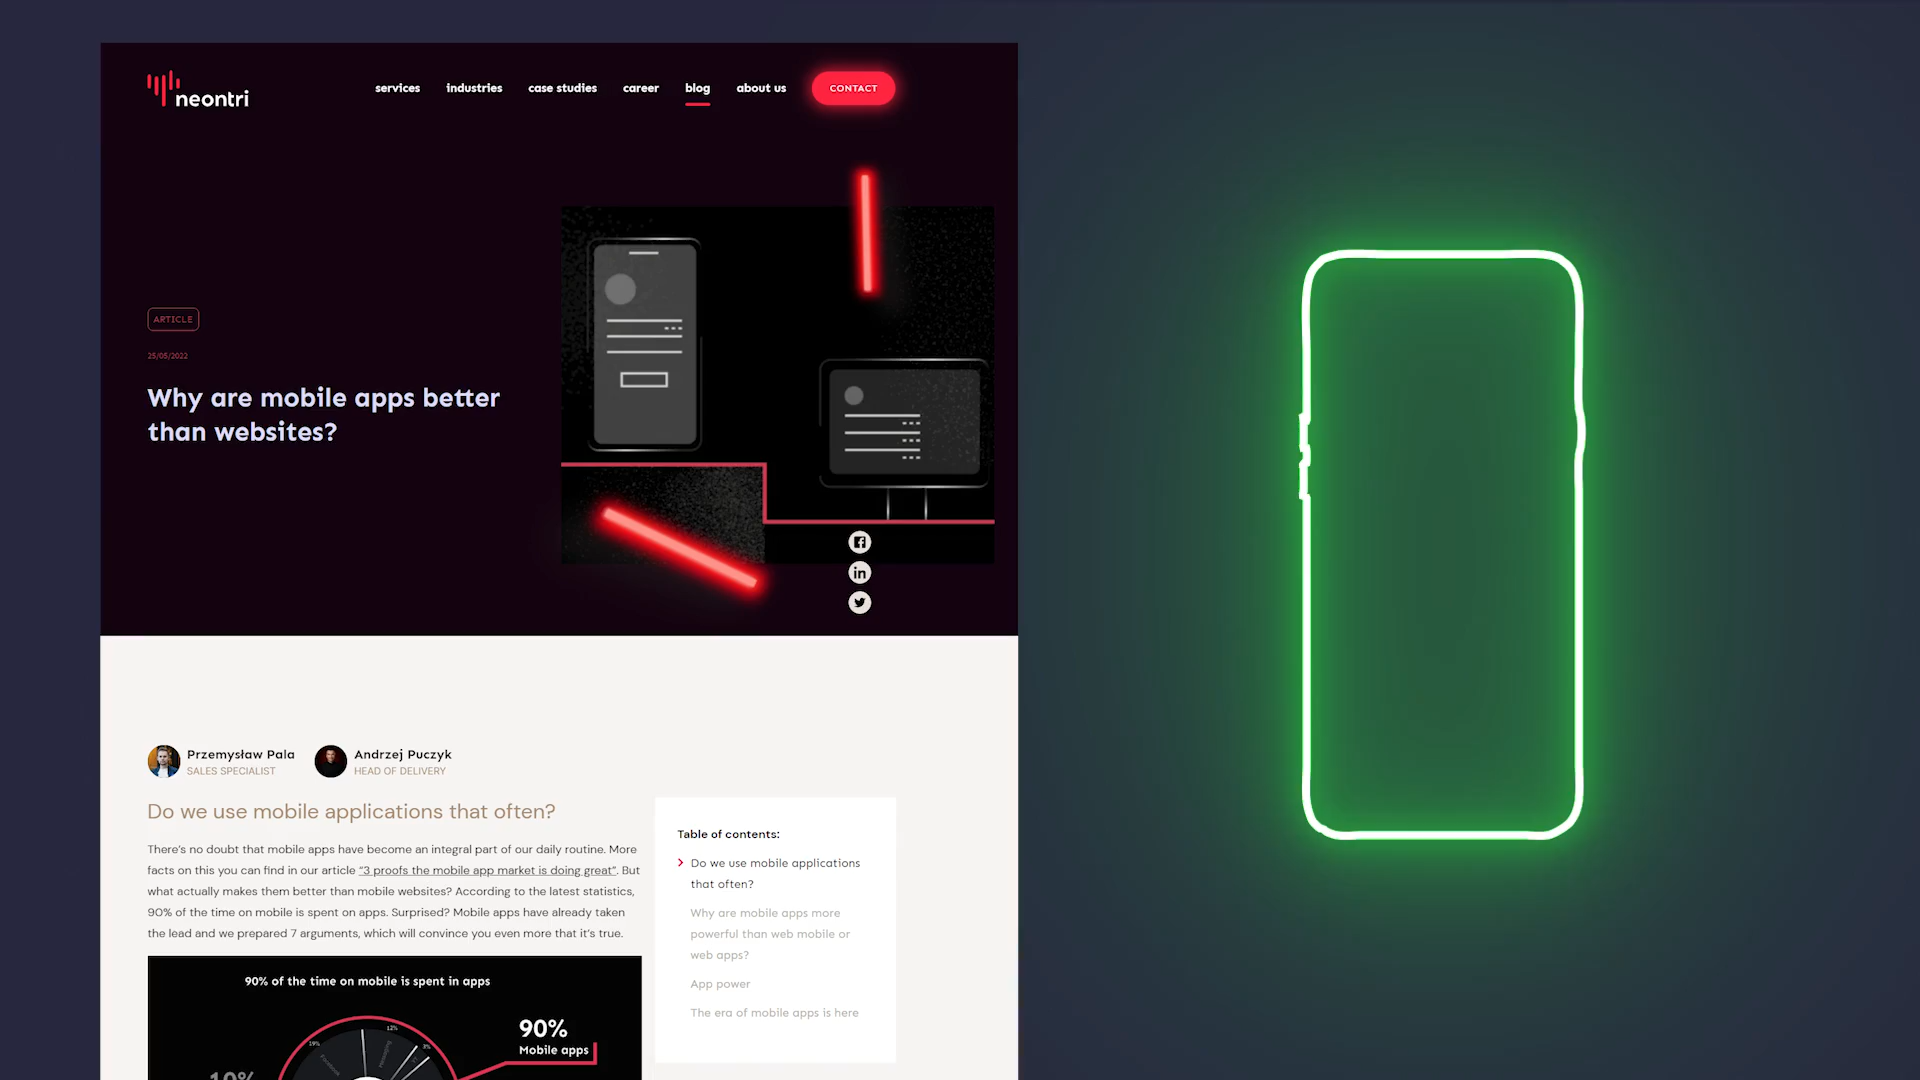 neontri
services industries case studies career blog about us CONTACT
ARTICLE
25/05/2022
Why are mobile apps better
than websites?
Przemysław Pala
SALES SPECIALIST
Andrzej Puczyk
HEAD OF DELIVERY
Do we use mobile applications that often?
There's no doubt that mobile apps have become an integral part of our daily routine. More
facts on this you can find in our article “3 proofs the mobile app market is doing great”. But
what actually makes them better than mobile websites? According to the latest statistics,
90% of the time on mobile is spent on apps. Surprised? Mobile apps have already taken
the lead and we prepared 7 arguments, which will convince you even more that it's true.
Table of contents:
Do we use mobile applications
that often?
Why are mobile apps more
powerful than web mobile or
web apps?
App power
The era of mobile apps is here
90% of the time on mobile is spent in apps
90%
Mobile apps
12%
19%
3%
Facebook
Messaging
10%